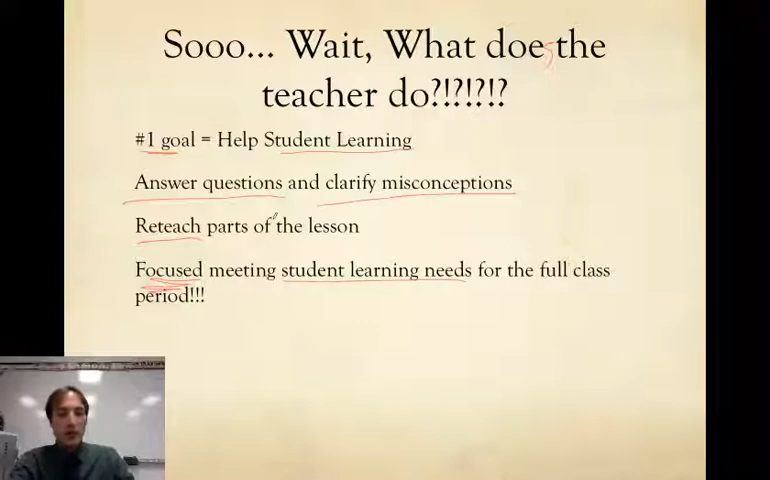 Sooo... Wait, What does the
teacher do?!?!?!?
#1 goal = Help Student Learning
Answer questions and clarify misconceptions
Reteach parts of the lesson
Focused meeting student learning needs for the full class
period!!!